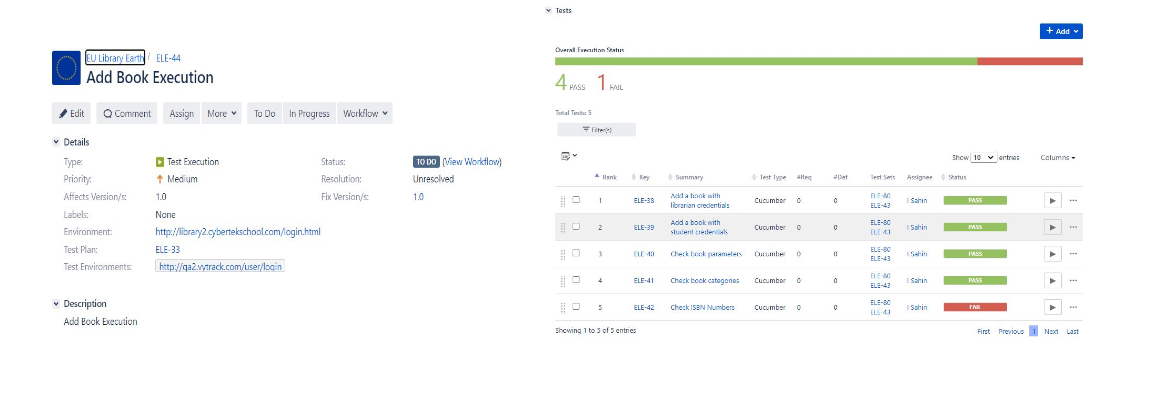 EU Library Earth / ELE-44
Add Book Execution
Edit Comment Assign More To Do In Progress Workflow
Details
Type: Test Execution Status: TO DO (View Workflow)
Priority: Medium Resolution: Unresolved
Affects Version/s: 1.0 Fix Version/s: 1.0
Labels: None
Environment: http://library2.cybertekschool.com/login.html
Test Plan: ELE-33
Test Environments: http://qa2.vytrack.com/user/login
Description
Add Book Execution
Tests
+ Add
Overall Execution Status
4 PASS 1 FAIL
Total Tests: 5
Filter(s)
Show 10 entries Columns
Rank Key Summary Test Type #Req #Def Test Sets Assignee Status
1 ELE-38 Add a book with librarian credentials Cucumber 0 0 ELE-80 ELE-43 I Sahin PASS
2 ELE-39 Add a book with student credentials Cucumber 0 0 ELE-80 ELE-43 I Sahin PASS
3 ELE-40 Check book parameters Cucumber 0 0 ELE-80 ELE-43 I Sahin PASS
4 ELE-41 Check book categories Cucumber 0 0 ELE-80 ELE-43 I Sahin PASS
5 ELE-42 Check ISBN Numbers Cucumber 0 0 ELE-80 ELE-43 I Sahin FAIL
Showing 1 to 5 of 5 entries First Previous 1 Next Last